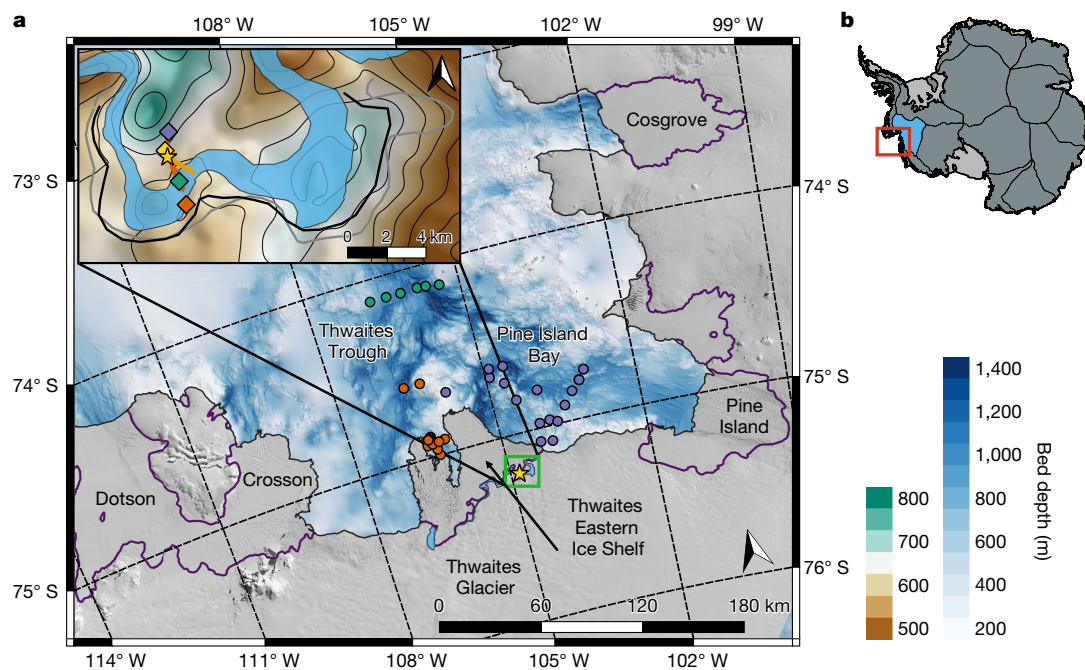 a
b
108° W
105° W
102° W
99° W
73° S
74° S
75° S
74° S
75° S
76° S
114° W
111° W
108° W
105° W
102° W
0 2 4 km
Cosgrove
Thwaites
Trough
Pine Island
Bay
Pine
Island
Dotson
Crosson
Thwaites
Eastern
Ice Shelf
Thwaites
Glacier
0 60 120 180 km
800
700
600
500
1,400
1,200
1,000
800
600
400
200
Bed depth (m)